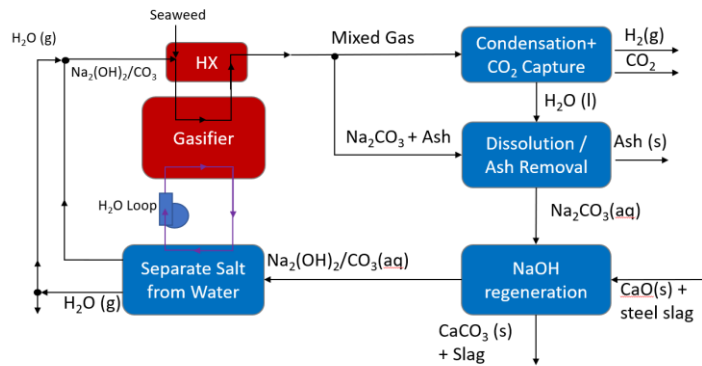 Seaweed
H₂O (g)
Na₂(OH)₂/CO₃
HX
Mixed Gas
Condensation+
CO₂ Capture
H₂(g)
CO₂
H₂O (l)
Gasifier
Na₂CO₃ + Ash
Dissolution /
Ash Removal
Ash (s)
H₂O Loop
Na₂CO₃(aq)
Separate Salt
from Water
Na₂(OH)₂/CO₃(aq)
NaOH
regeneration
CaO(s) +
steel slag
H₂O (g)
CaCO₃ (s)
+ Slag